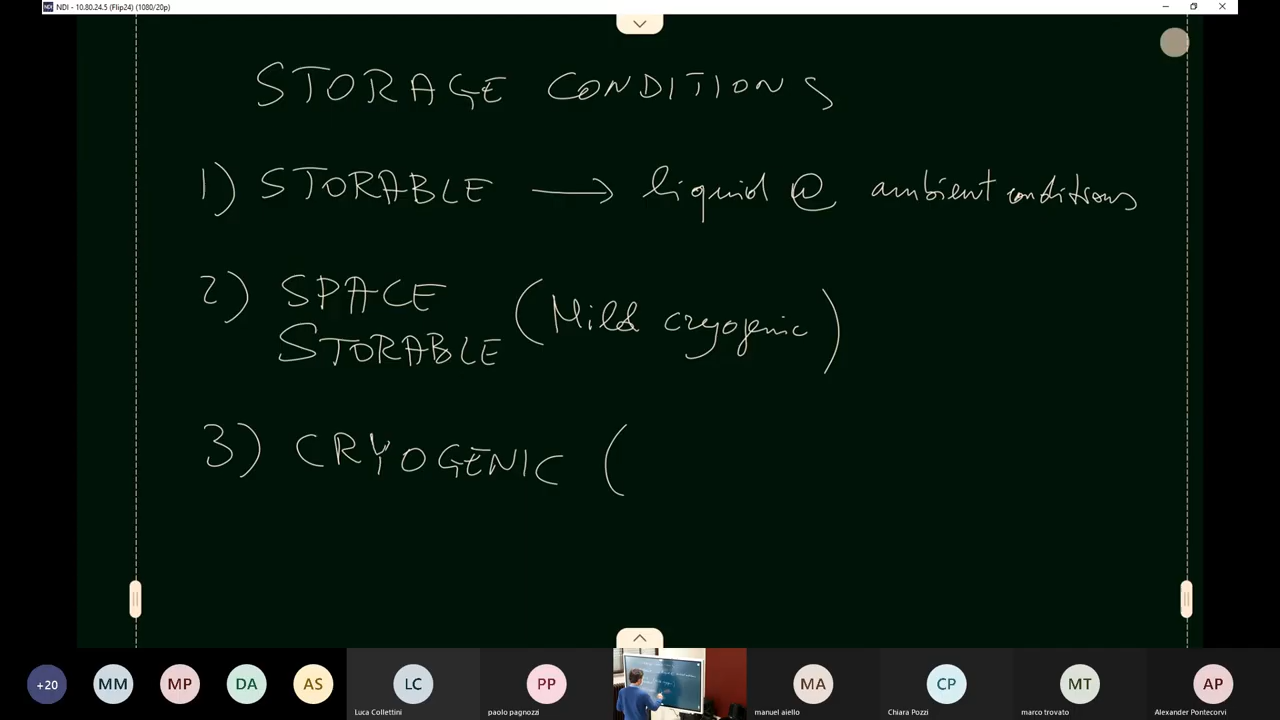 NDI - 10.80.24.5 (Flip24) (1080/20p)
STORAGE CONDITIONS
1) STORABLE → liquid @ ambient conditions
2) SPACE STORABLE (Mild cryogenic)
3) CRYOGENIC (
+20 MM MP DA AS LC PP MA CP MT AP
Luca Collettini paolo pagnozzi manuel aiello Chiara Pozzi marco trovato Alexander Pontecorvi